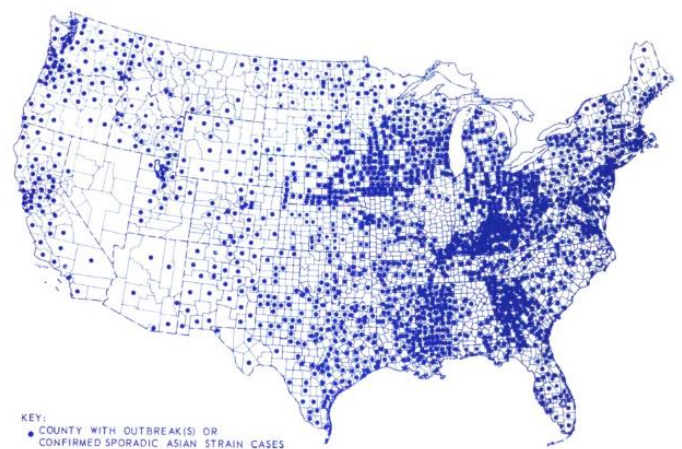 KEY:
• COUNTY WITH OUTBREAK(S) OR
CONFIRMED SPORADIC ASIAN STRAIN CASES